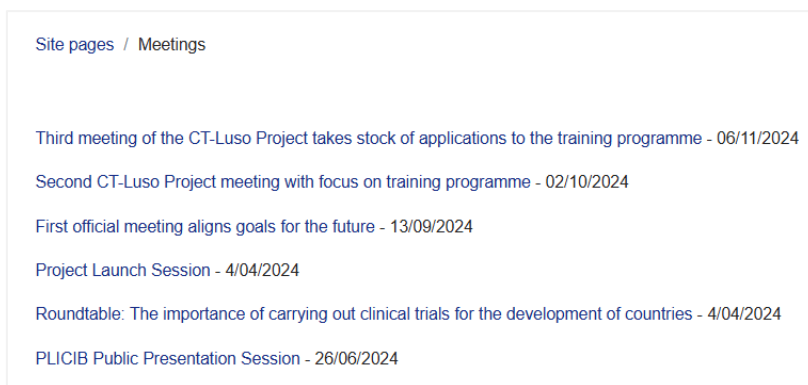 Site pages / Meetings
Third meeting of the CT-Luso Project takes stock of applications to the training programme - 06/11/2024
Second CT-Luso Project meeting with focus on training programme - 02/10/2024
First official meeting aligns goals for the future - 13/09/2024
Project Launch Session - 4/04/2024
Roundtable: The importance of carrying out clinical trials for the development of countries - 4/04/2024
PLICIB Public Presentation Session - 26/06/2024